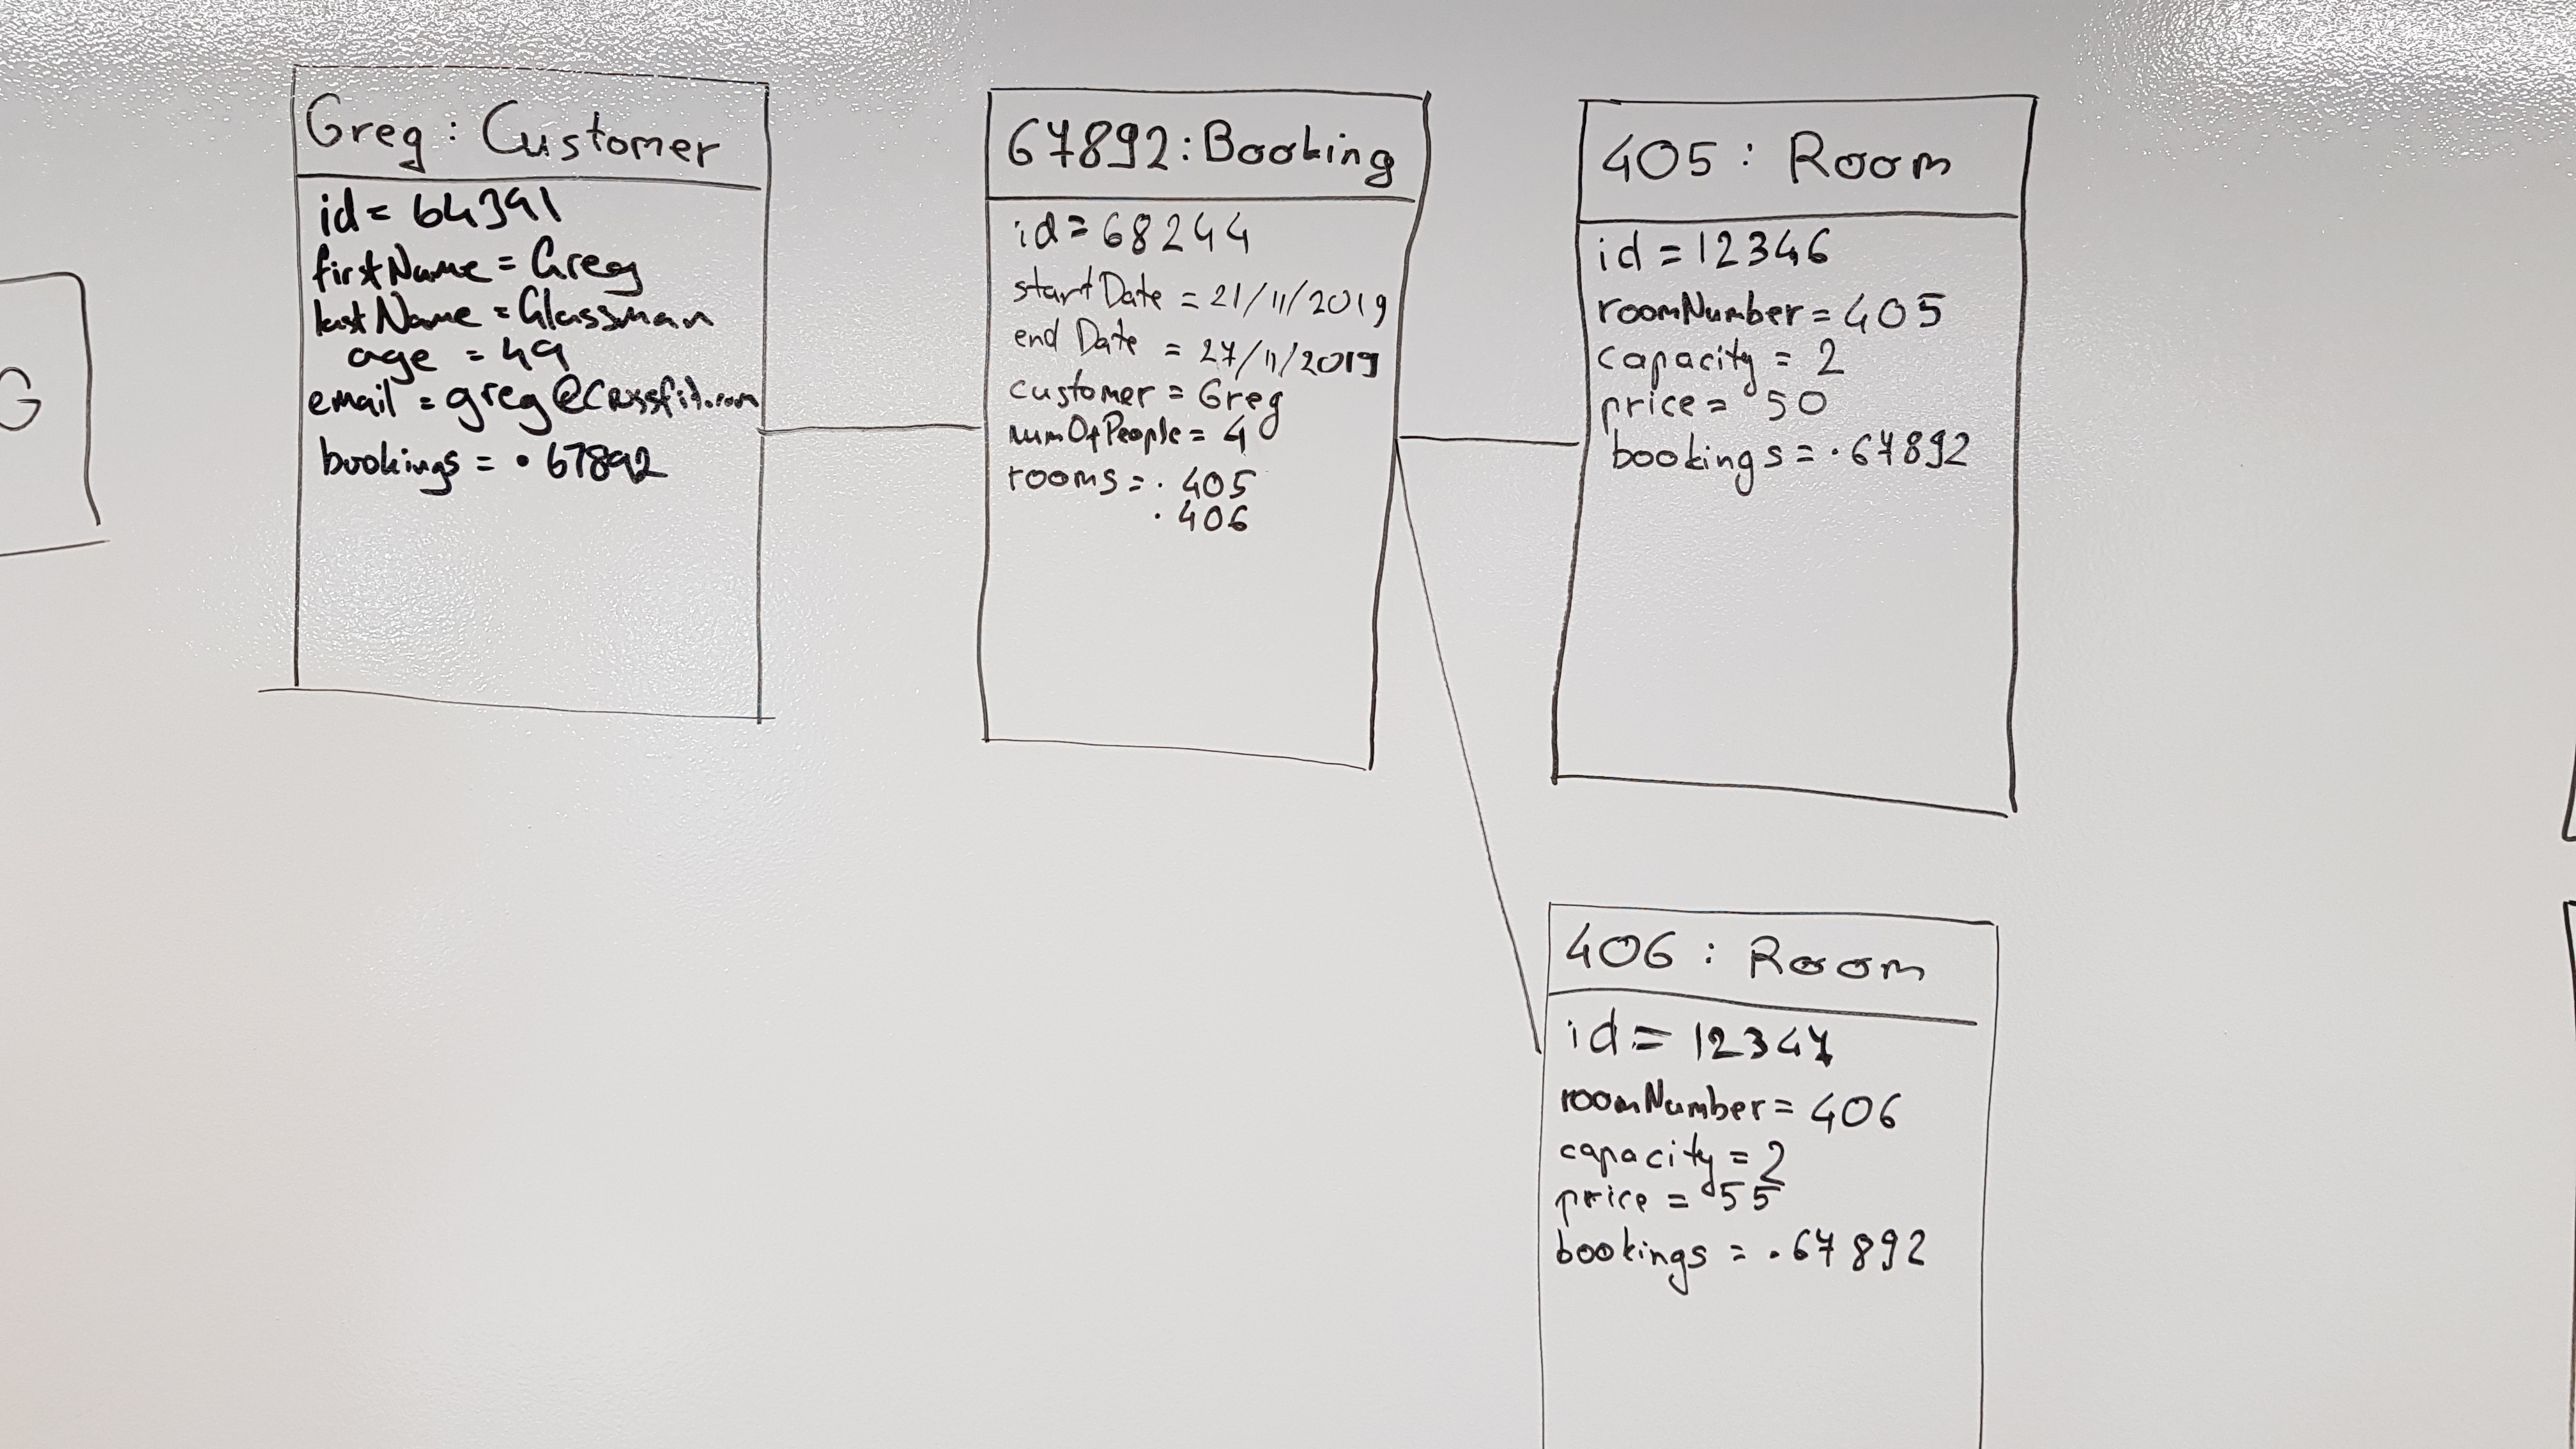 G
Greg : Customer
id = 64391
firstName = Greg
lastName = Glassman
age = 49
email = greg@crossfit.com
bookings = • 67892
67892 : Booking
id = 68244
startDate = 21/11/2019
endDate = 27/11/2019
customer = Greg
numOfPeople = 4
rooms = • 405
• 406
405 : Room
id = 12346
roomNumber = 405
capacity = 2
price = 50
bookings = • 67892
406 : Room
id = 12347
roomNumber = 406
capacity = 2
price = 55
bookings = • 67892